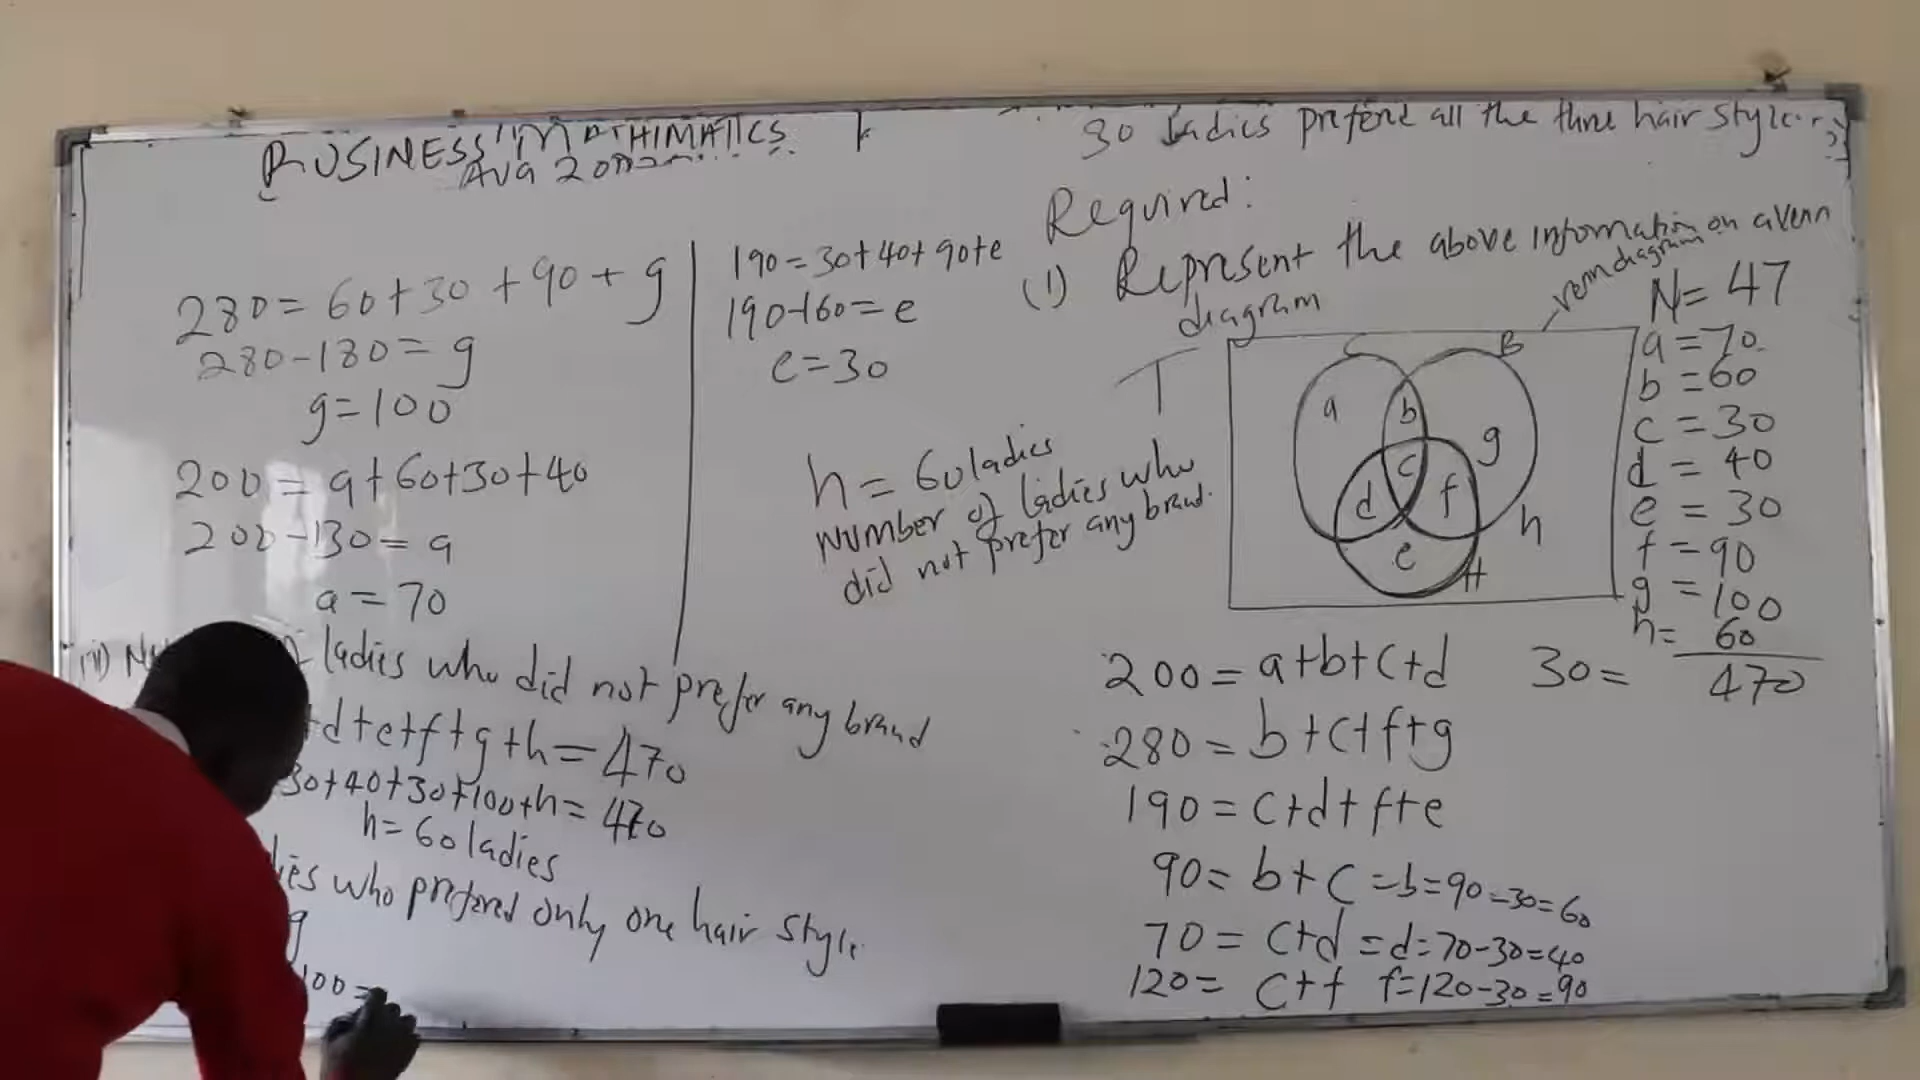 BUSINESS MATHIMATICS
30 Ladies prefend all the three hair style
Required:
(1) Represent the above information on a venn
diagram
venn diagram
280=60+30+90+g
280-180=g
g=100
200=a+60+30+40
200-130=a
a=70
190=30+40+90+e
190-160=e
e=30
h=60 ladies
number of ladies who
did not prefer any brand.
T
C
B
a
b
g
c
d
f
e
h
H
N=47
a=70
b=60
c=30
d=40
e=30
f=90
g=100
h=60
470
200=a+b+c+d
30=
280=b+c+f+g
190=c+d+f+e
90=b+c=b=90-30=60
70=c+d=d=70-30=40
120=c+f f=120-30=90
ladies who did not prefer any brand
+d+e+f+g+h=470
30+40+30+100+h=470
h=60 ladies
who prefered only one hair style
g
100=